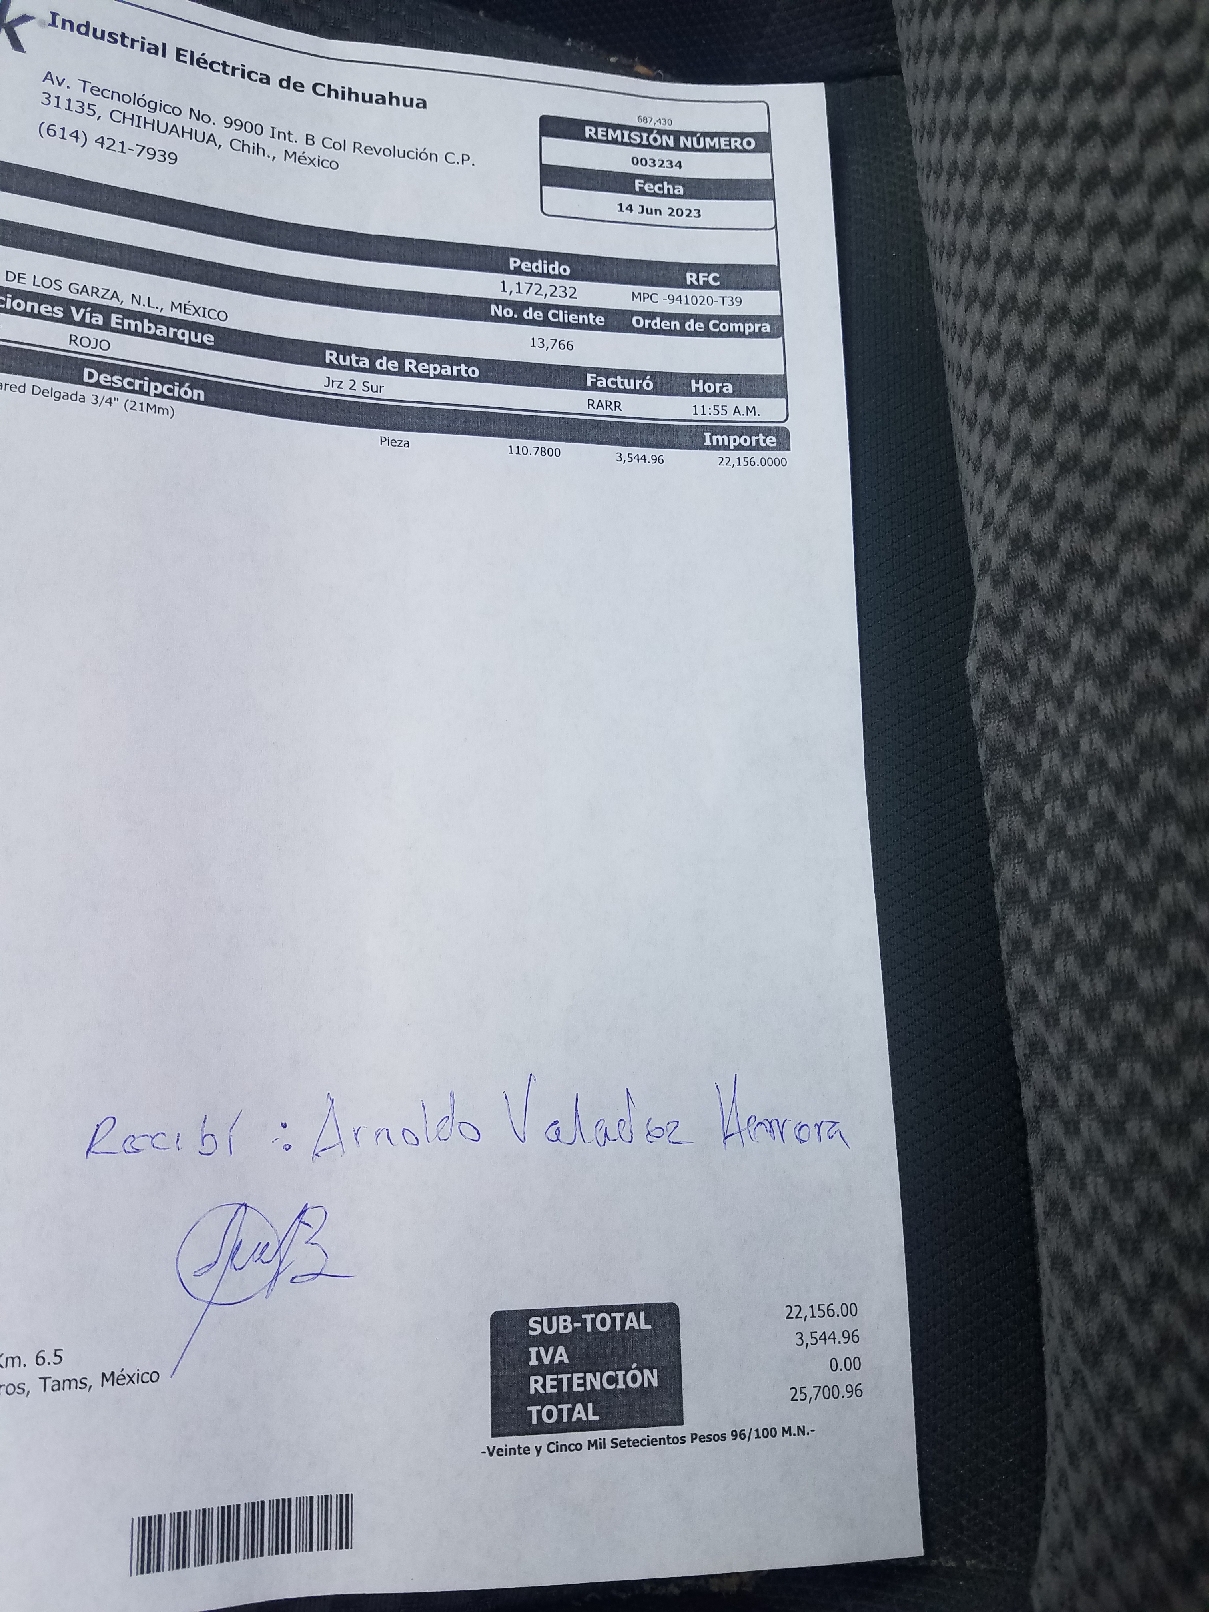 k Industrial Eléctrica de Chihuahua
Av. Tecnológico No. 9900 Int. B Col Revolución C.P.
31135, CHIHUAHUA, Chih., México
(614) 421-7939
687,430
REMISIÓN NÚMERO
003234
Fecha
14 Jun 2023
Pedido RFC
1,172,232 MPC -941020-T39
DE LOS GARZA, N.L., MÉXICO
No. de Cliente Orden de Compra
13,766
ciones Vía Embarque Ruta de Reparto Facturó Hora
ROJO Jrz 2 Sur RARR 11:55 A.M.
Descripción Importe
ared Delgada 3/4" (21Mm) Pieza 110.7800 3,544.96 22,156.0000
Recibí : Arnoldo Valadez Herrera
SUB-TOTAL 22,156.00
IVA 3,544.96
RETENCIÓN 0.00
TOTAL 25,700.96
-Veinte y Cinco Mil Setecientos Pesos 96/100 M.N.-
Km. 6.5
ros, Tams, México